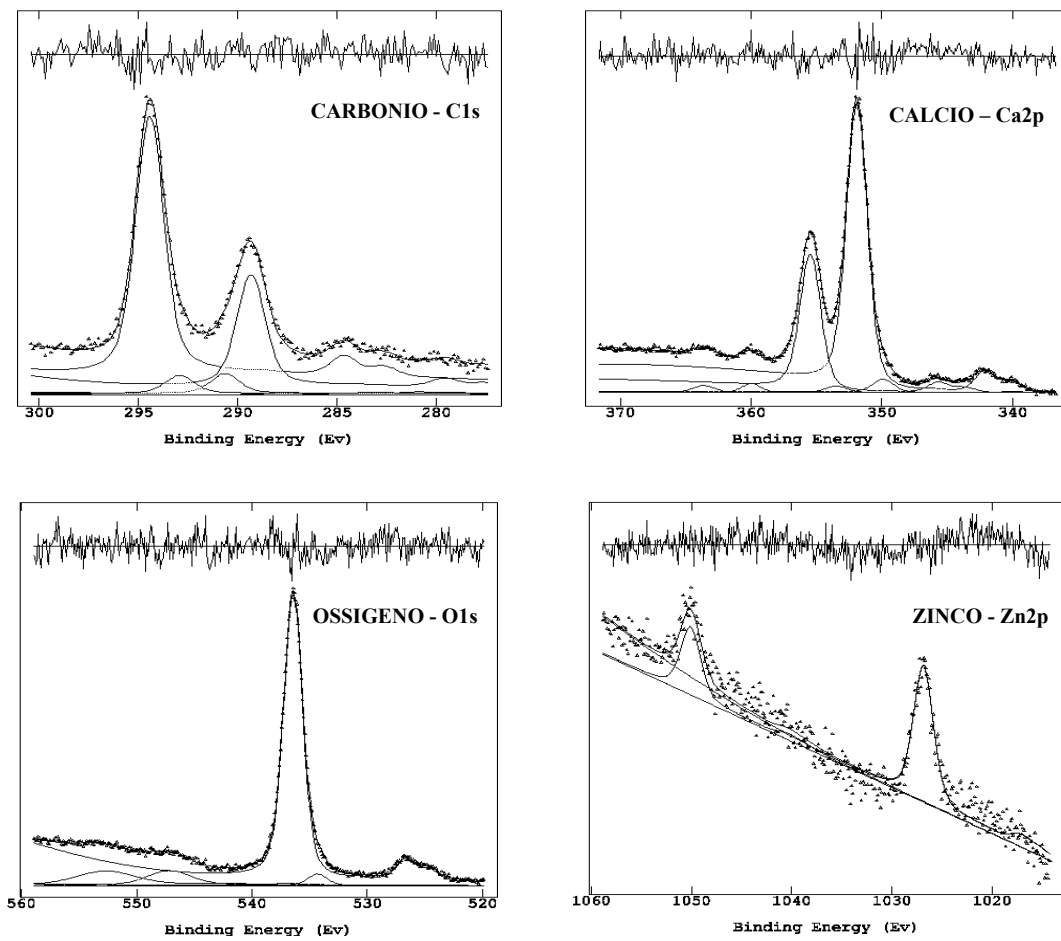 CARBONIO - C1s
300 295 290 285 280
Binding Energy (Ev)
CALCIO – Ca2p
370 360 350 340
Binding Energy (Ev)
OSSIGENO - O1s
560 550 540 530 520
Binding Energy (Ev)
ZINCO - Zn2p
1060 1050 1040 1030 1020
Binding Energy (Ev)